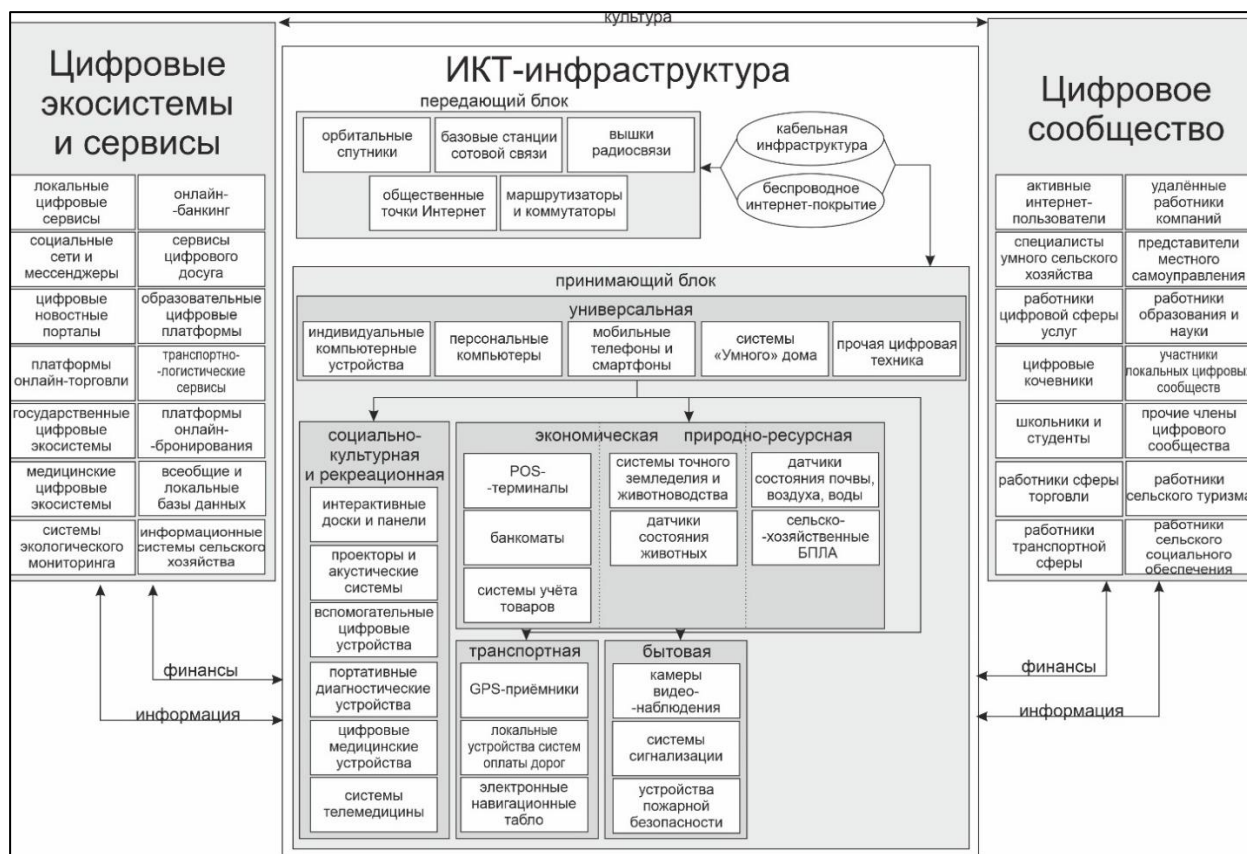 культура
Цифровые
экосистемы
и сервисы
локальные
цифровые
сервисы
онлайн-
-банкинг
социальные
сети и
мессенджеры
сервисы
цифрового
досуга
цифровые
новостные
порталы
образовательные
цифровые
платформы
платформы
онлайн-торговли
транспортно-
-логистические
сервисы
государственные
цифровые
экосистемы
платформы
онлайн-
-бронирования
медицинские
цифровые
экосистемы
всеобщие и
локальные
базы данных
системы
экологического
мониторинга
информационные
системы сельского
хозяйства
финансы
информация
ИКТ-инфраструктура
передающий блок
орбитальные
спутники
базовые станции
сотовой связи
вышки
радиосвязи
общественные
точки Интернет
маршрутизаторы
и коммутаторы
кабельная
инфраструктура
беспроводное
интернет-покрытие
принимающий блок
универсальная
индивидуальные
компьютерные
устройства
персональные
компьютеры
мобильные
телефоны и
смартфоны
системы
«Умного» дома
прочая цифровая
техника
социально-
культурная
и рекреационная
интерактивные
доски и панели
проекторы и
акустические
системы
вспомогательные
цифровые
устройства
портативные
диагностические
устройства
цифровые
медицинские
устройства
системы
телемедицины
экономическая
природно-ресурсная
POS-
-терминалы
банкоматы
системы учёта
товаров
системы точного
земледелия и
животноводства
датчики
состояния
животных
датчики
состояния почвы,
воздуха, воды
сельско-
-хозяйственные
БПЛА
транспортная
GPS-приёмники
локальные
устройства систем
оплаты дорог
электронные
навигационные
табло
бытовая
камеры
видео-
-наблюдения
системы
сигнализации
устройства
пожарной
безопасности
Цифровое
сообщество
активные
интернет-
пользователи
удалённые
работники
компаний
специалисты
умного сельского
хозяйства
представители
местного
самоуправления
работники
цифровой сферы
услуг
работники
образования и
науки
цифровые
кочевники
участники
локальных цифровых
сообществ
школьники и
студенты
прочие члены
цифрового
сообщества
работники сферы
торговли
работники
сельского туризма
работники
транспортной
сферы
работники
сельского
социального
обеспечения
финансы
информация